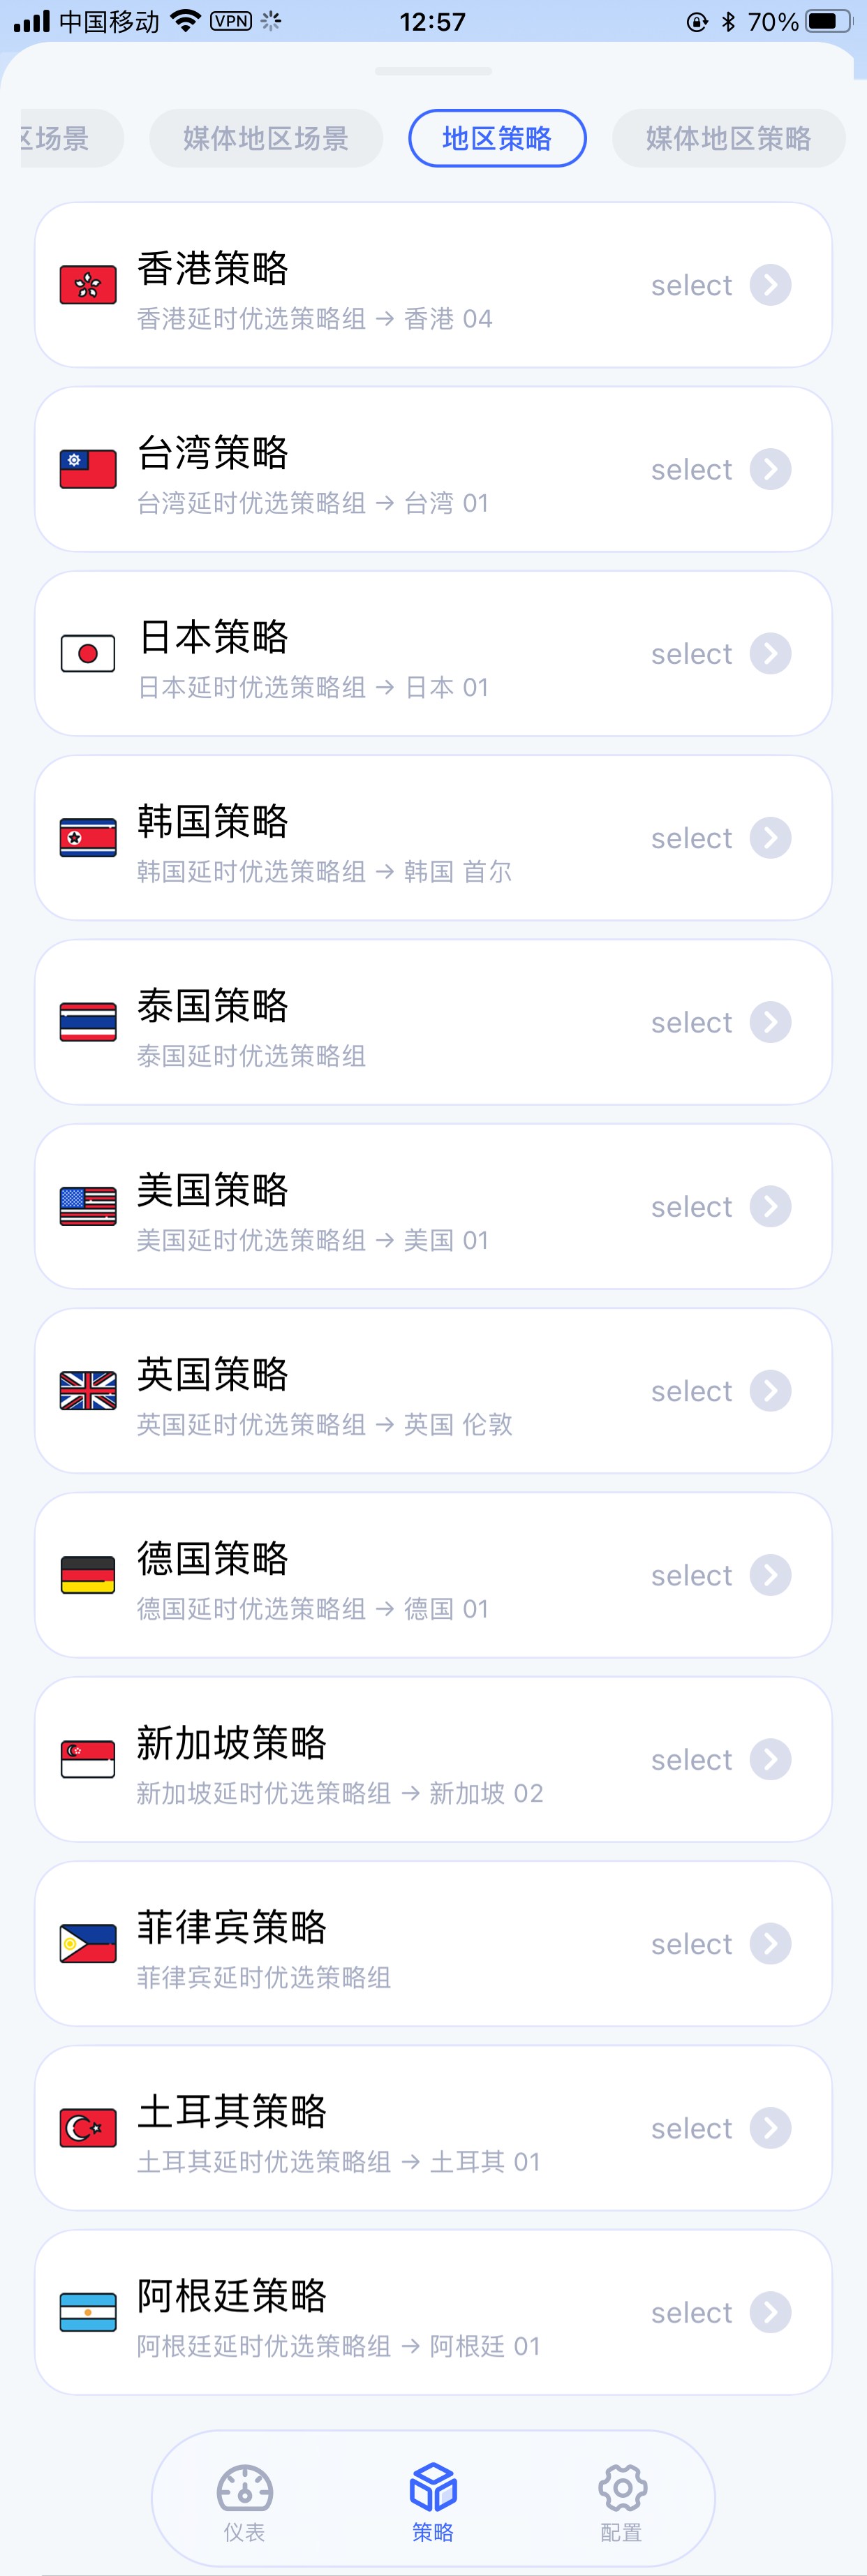 中国移动 VPN 12:57 70%
区场景 媒体地区场景 地区策略 媒体地区策略
香港策略
香港延时优选策略组 → 香港 04
select
台湾策略
台湾延时优选策略组 → 台湾 01
select
日本策略
日本延时优选策略组 → 日本 01
select
韩国策略
韩国延时优选策略组 → 韩国 首尔
select
泰国策略
泰国延时优选策略组
select
美国策略
美国延时优选策略组 → 美国 01
select
英国策略
英国延时优选策略组 → 英国 伦敦
select
德国策略
德国延时优选策略组 → 德国 01
select
新加坡策略
新加坡延时优选策略组 → 新加坡 02
select
菲律宾策略
菲律宾延时优选策略组
select
土耳其策略
土耳其延时优选策略组 → 土耳其 01
select
阿根廷策略
阿根廷延时优选策略组 → 阿根廷 01
select
仪表 策略 配置